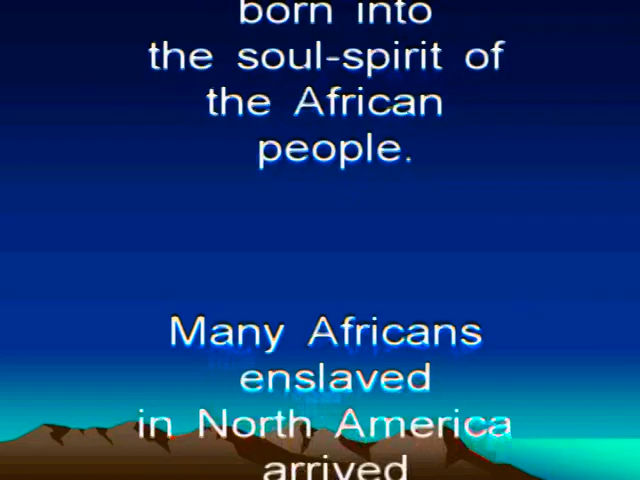 born into
the soul-spirit of
the African
people.
Many Africans
enslaved
in North America
arrived